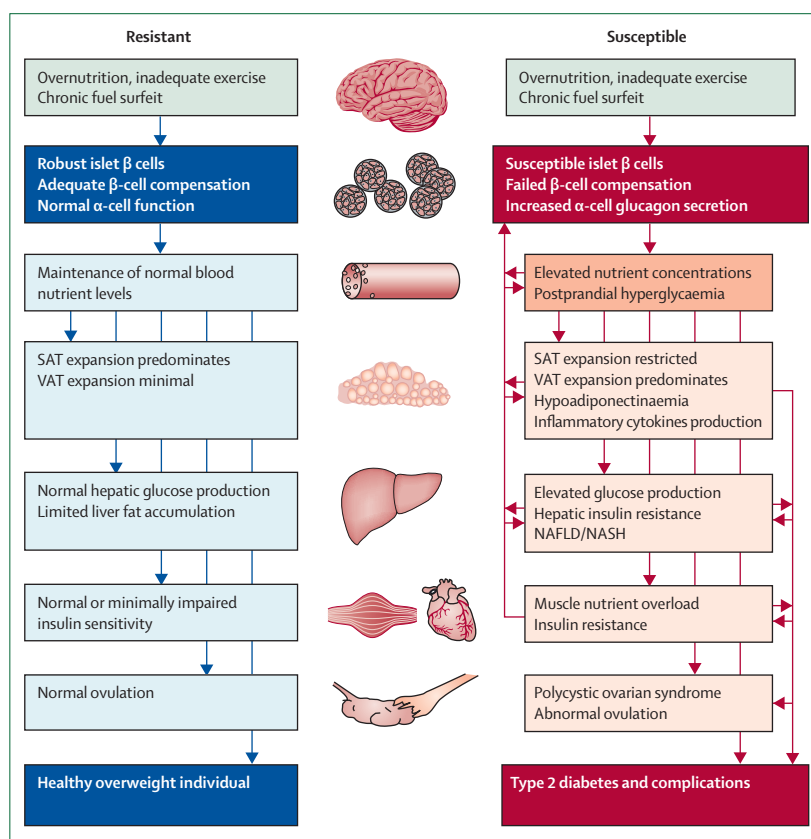 Resistant
Overnutrition, inadequate exercise
Chronic fuel surfeit
Robust islet β cells
Adequate β-cell compensation
Normal α-cell function
Maintenance of normal blood
nutrient levels
SAT expansion predominates
VAT expansion minimal
Normal hepatic glucose production
Limited liver fat accumulation
Normal or minimally impaired
insulin sensitivity
Normal ovulation
Healthy overweight individual
Susceptible
Overnutrition, inadequate exercise
Chronic fuel surfeit
Susceptible islet β cells
Failed β-cell compensation
Increased α-cell glucagon secretion
Elevated nutrient concentrations
Postprandial hyperglycaemia
SAT expansion restricted
VAT expansion predominates
Hypoadiponectinaemia
Inflammatory cytokines production
Elevated glucose production
Hepatic insulin resistance
NAFLD/NASH
Muscle nutrient overload
Insulin resistance
Polycystic ovarian syndrome
Abnormal ovulation
Type 2 diabetes and complications